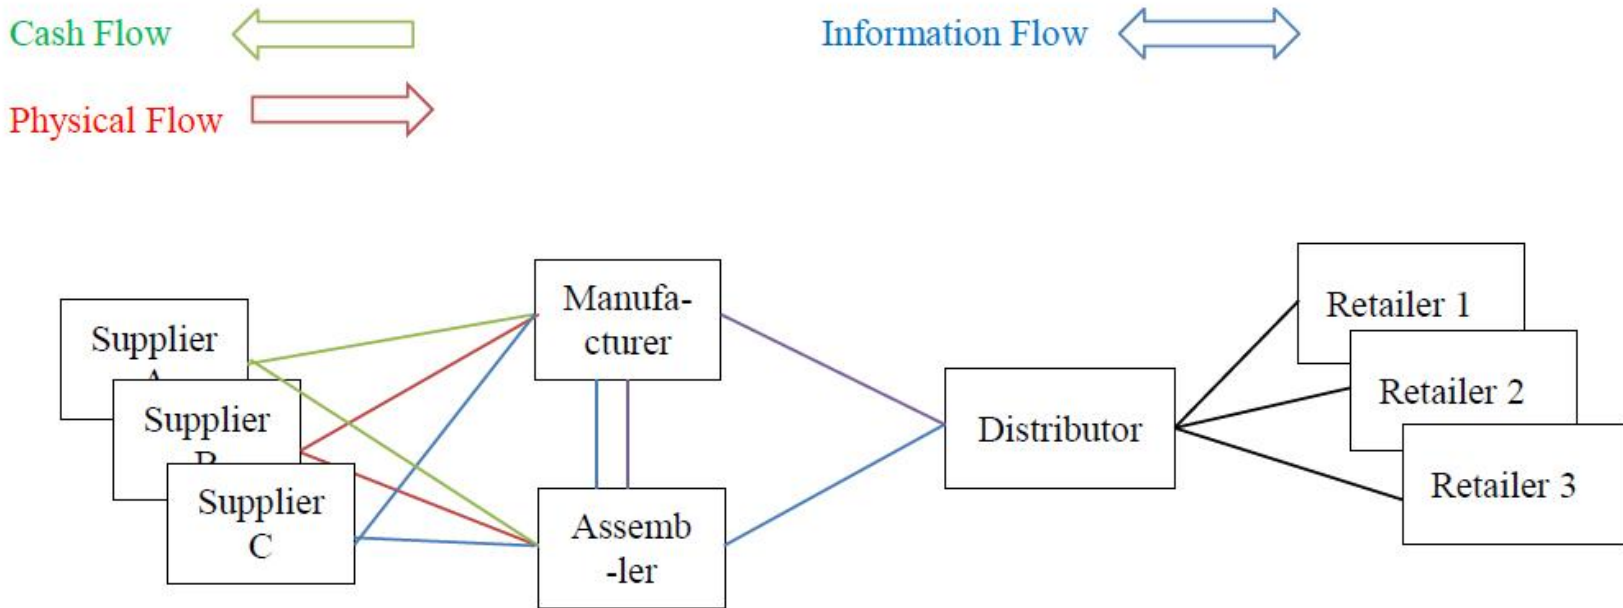 Cash Flow
Information Flow
Physical Flow
Supplier
Supplier
Supplier
C
Manufa-
cturer
Assemb
-ler
Distributor
Retailer 1
Retailer 2
Retailer 3